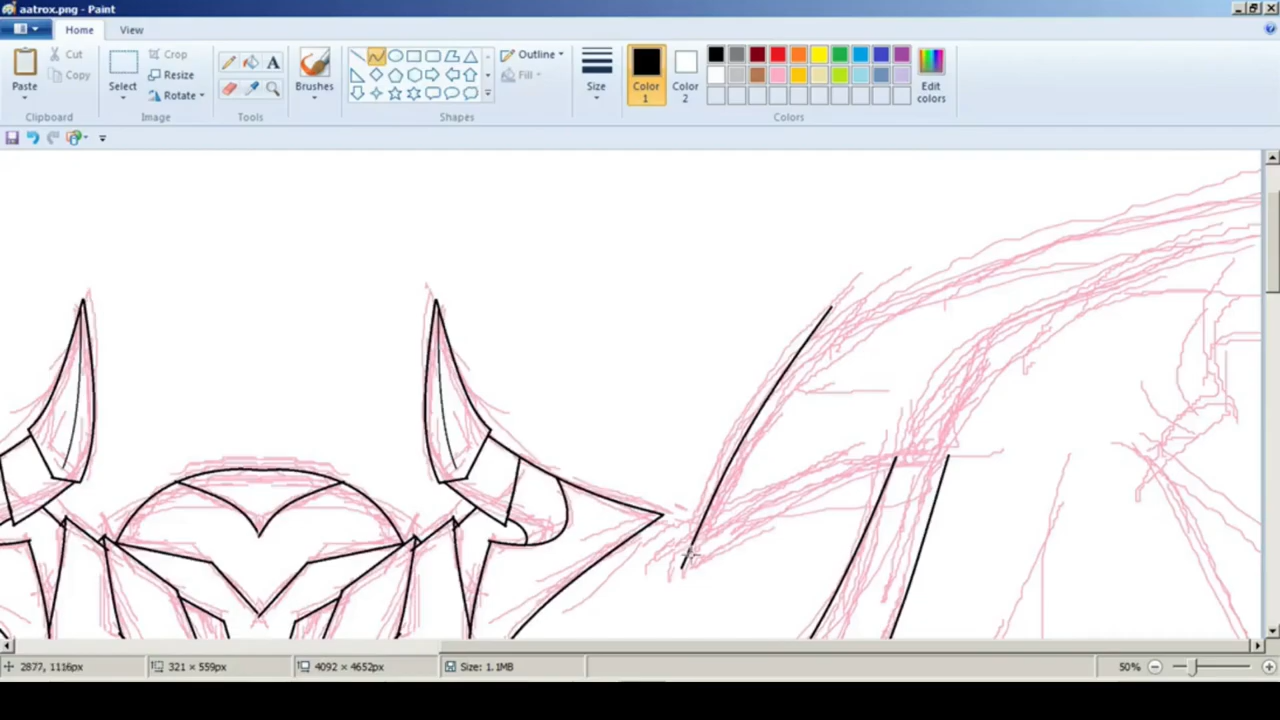 aatrox.png - Paint
Home
View
Paste
Cut
Copy
Clipboard
Select
Crop
Resize
Rotate
Image
A
Tools
Brushes
Outline
Fill
Shapes
Size
Color
1
Color
2
Edit
colors
Colors
2877, 1116px
321 × 559px
4092 × 4652px
Size: 1.1MB
50%